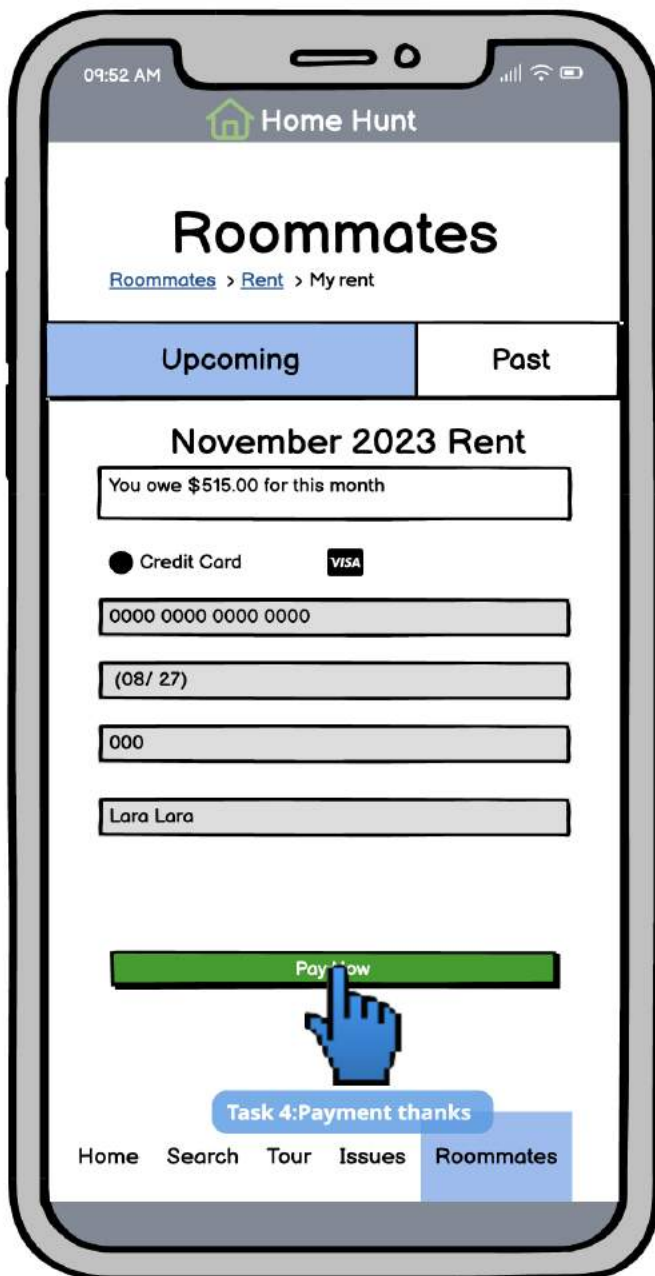 09:52 AM
Home Hunt
Roommates
Roommates > Rent > My rent
Upcoming Past
November 2023 Rent
You owe $515.00 for this month
Credit Card VISA
0000 0000 0000 0000
(08/ 27)
000
Lara Lara
Pay Now
Task 4:Payment thanks
Home Search Tour Issues Roommates